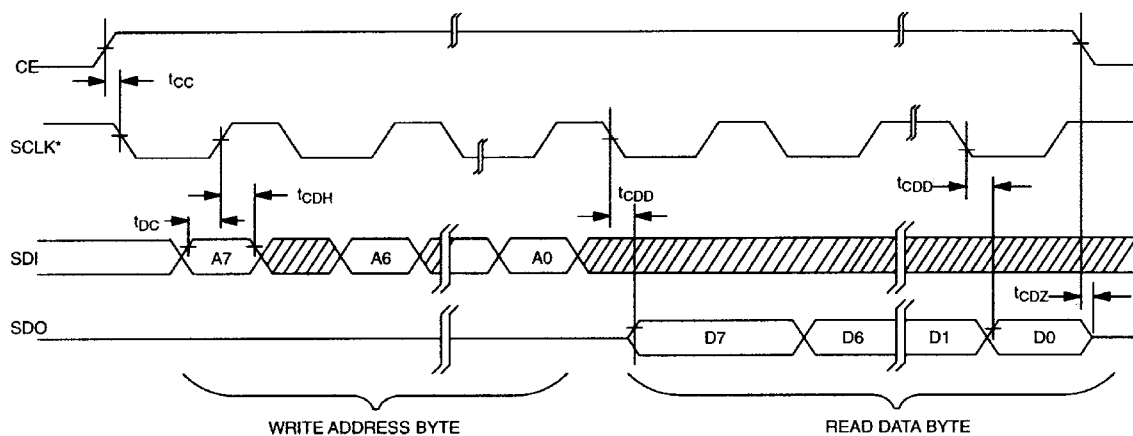 CE
tCC
SCLK*
tCDH
tCDD
tCDD
tDC
SDI
A7
A6
A0
tCDZ
SDO
D7
D6
D1
D0
WRITE ADDRESS BYTE
READ DATA BYTE